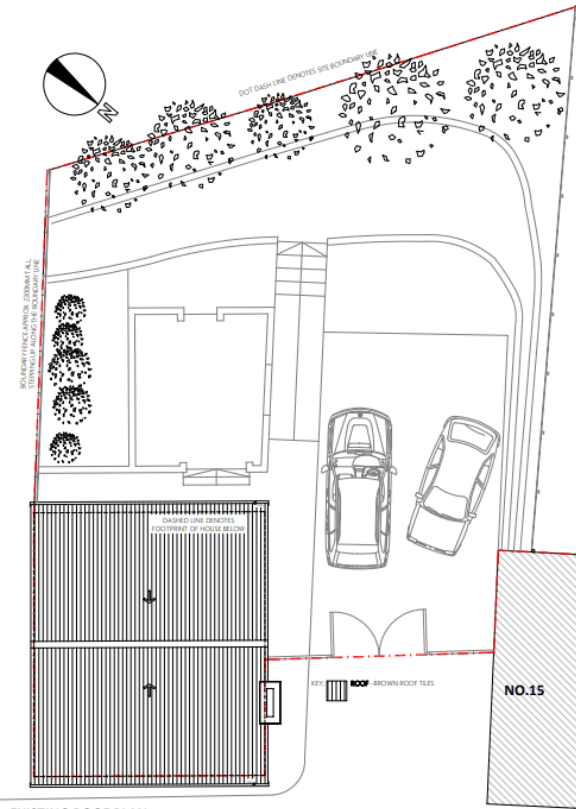 DOT DASH LINE DENOTES SITE BOUNDARY LINE
N
BOUNDARY FENCE APPROX. 2300MM TALL,
STEPPING UP ALONG THE BOUNDARY LINE
DASHED LINE DENOTES
FOOTPRINT OF HOUSE BELOW
KEY: ROOF - BROWN ROOF TILES
NO.15